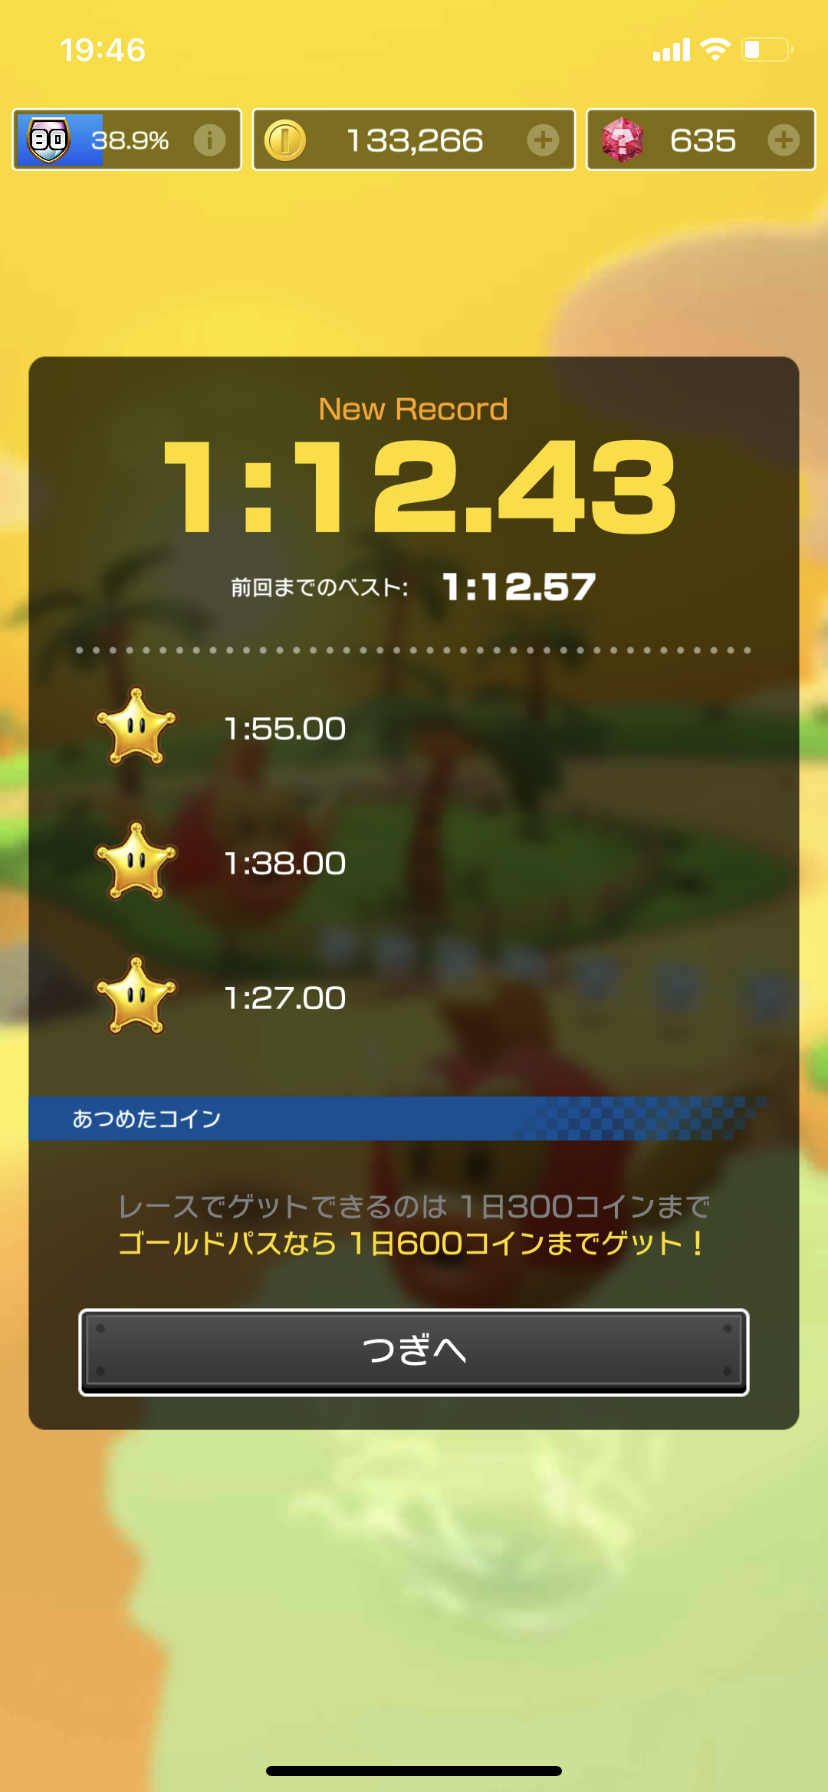 19:46
80 38.9% i 133,266 + 635 +
New Record
1:12.43
前回までのベスト: 1:12.57
1:55.00
1:38.00
1:27.00
あつめたコイン
レースでゲットできるのは 1日300コインまで
ゴールドパスなら 1日600コインまでゲット！
つぎへ